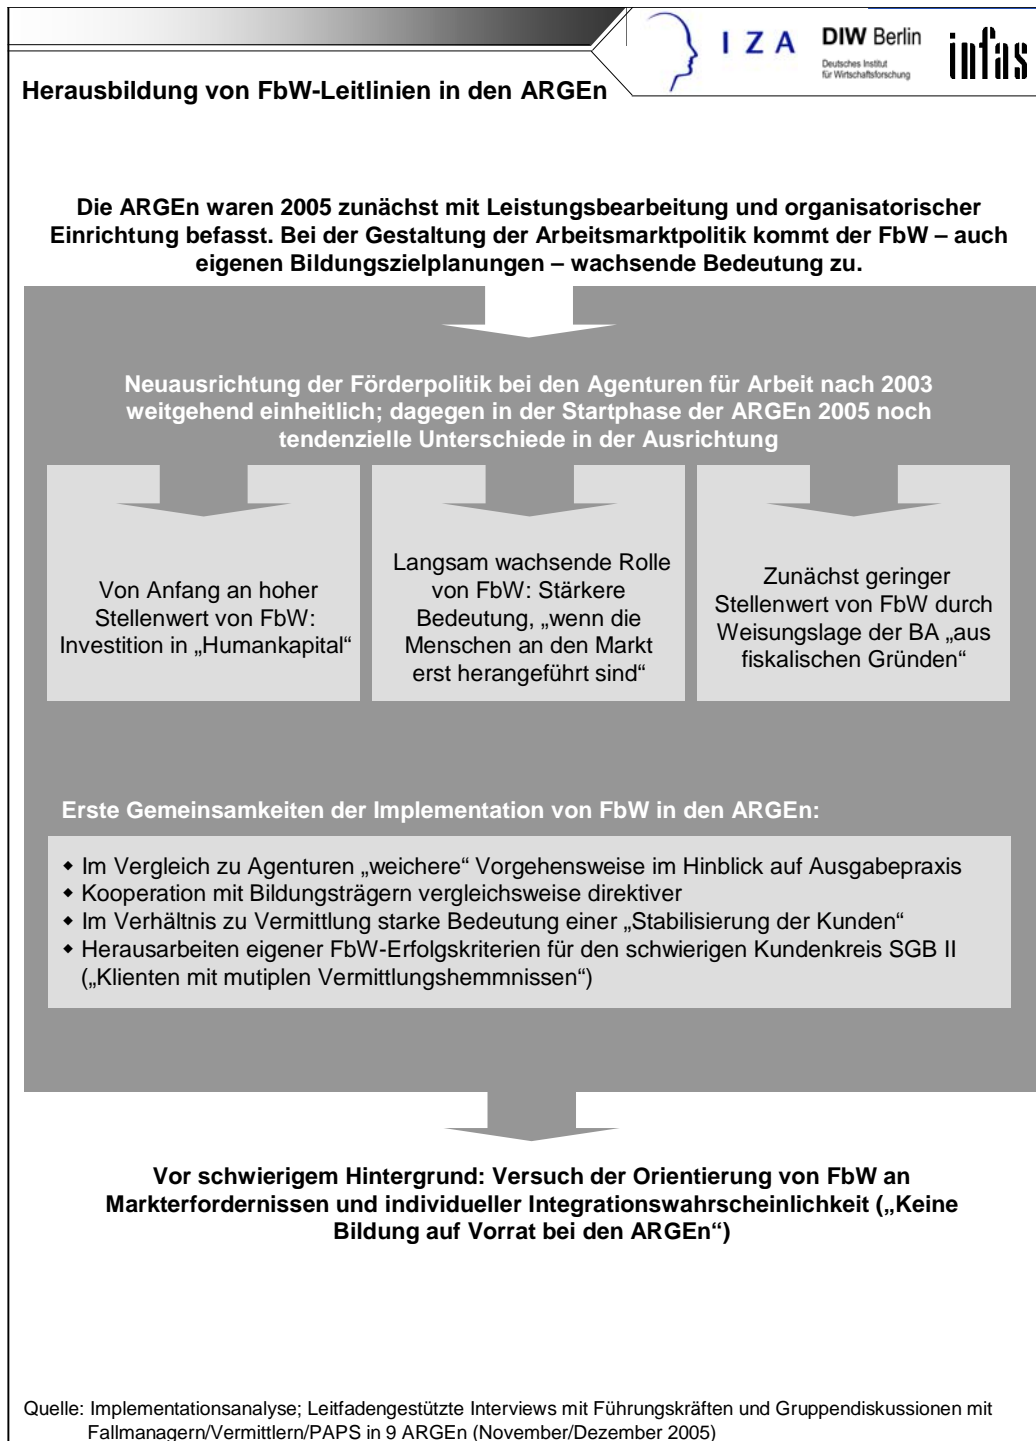 I Z A
DIW Berlin
Deutsches Institut
für Wirtschaftsforschung
infas
Herausbildung von FbW-Leitlinien in den ARGEn
Die ARGEn waren 2005 zunächst mit Leistungsbearbeitung und organisatorischer
Einrichtung befasst. Bei der Gestaltung der Arbeitsmarktpolitik kommt der FbW – auch
eigenen Bildungszielplanungen – wachsende Bedeutung zu.
Neuausrichtung der Förderpolitik bei den Agenturen für Arbeit nach 2003
weitgehend einheitlich; dagegen in der Startphase der ARGEn 2005 noch
tendenzielle Unterschiede in der Ausrichtung
Von Anfang an hoher
Stellenwert von FbW:
Investition in „Humankapital“
Langsam wachsende Rolle
von FbW: Stärkere
Bedeutung, „wenn die
Menschen an den Markt
erst herangeführt sind“
Zunächst geringer
Stellenwert von FbW durch
Weisungslage der BA „aus
fiskalischen Gründen“
Erste Gemeinsamkeiten der Implementation von FbW in den ARGEn:
◆ Im Vergleich zu Agenturen „weichere“ Vorgehensweise im Hinblick auf Ausgabepraxis
◆ Kooperation mit Bildungsträgern vergleichsweise direktiver
◆ Im Verhältnis zu Vermittlung starke Bedeutung einer „Stabilisierung der Kunden“
◆ Herausarbeiten eigener FbW-Erfolgskriterien für den schwierigen Kundenkreis SGB II
(„Klienten mit mutiplen Vermittlungshemmnissen“)
Vor schwierigem Hintergrund: Versuch der Orientierung von FbW an
Markterfordernissen und individueller Integrationswahrscheinlichkeit („Keine
Bildung auf Vorrat bei den ARGEn“)
Quelle: Implementationsanalyse; Leitfadengestützte Interviews mit Führungskräften und Gruppendiskussionen mit
Fallmanagern/Vermittlern/PAPS in 9 ARGEn (November/Dezember 2005)